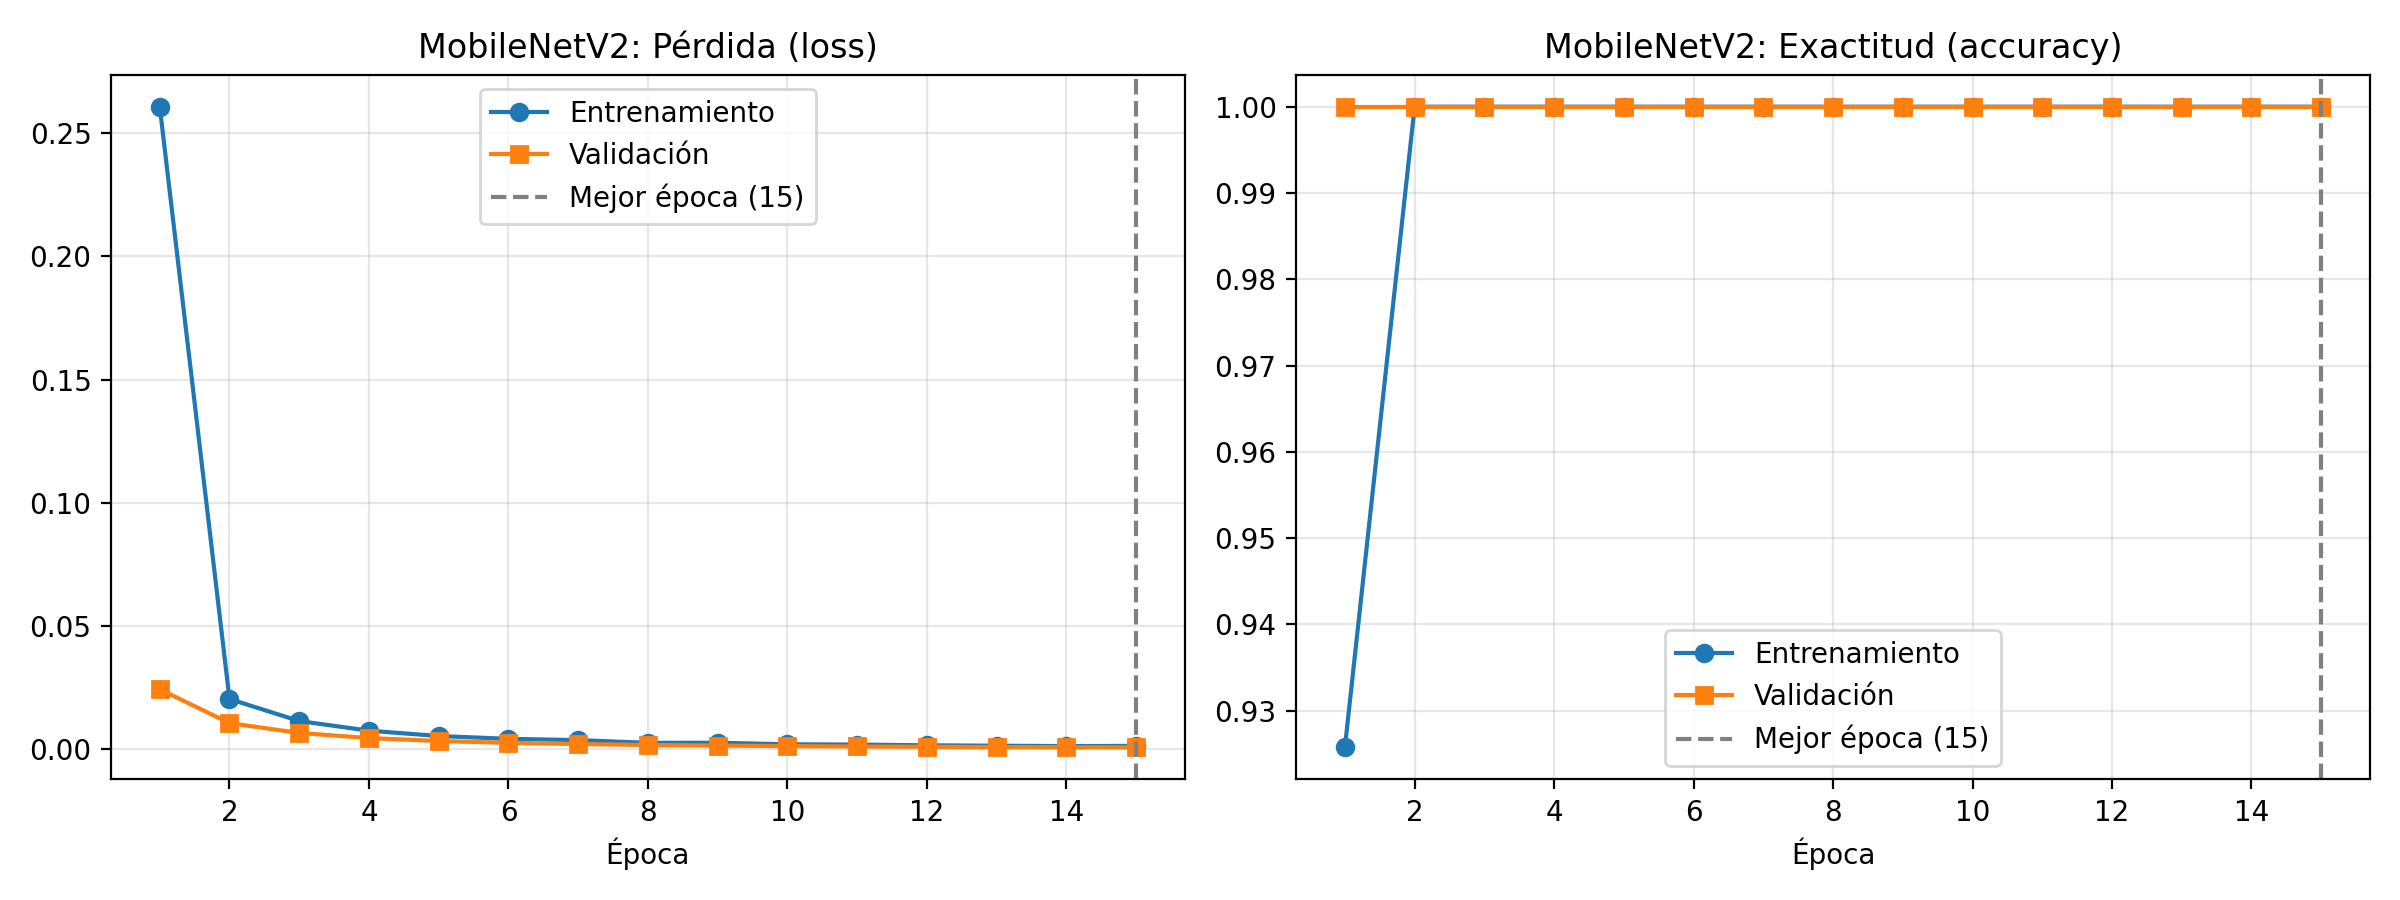 MobileNetV2: Pérdida (loss)
0.25
0.20
0.15
0.10
0.05
0.00
Entrenamiento
Validación
Mejor época (15)
2 4 6 8 10 12 14
Época
MobileNetV2: Exactitud (accuracy)
1.00
0.99
0.98
0.97
0.96
0.95
0.94
0.93
Entrenamiento
Validación
Mejor época (15)
2 4 6 8 10 12 14
Época